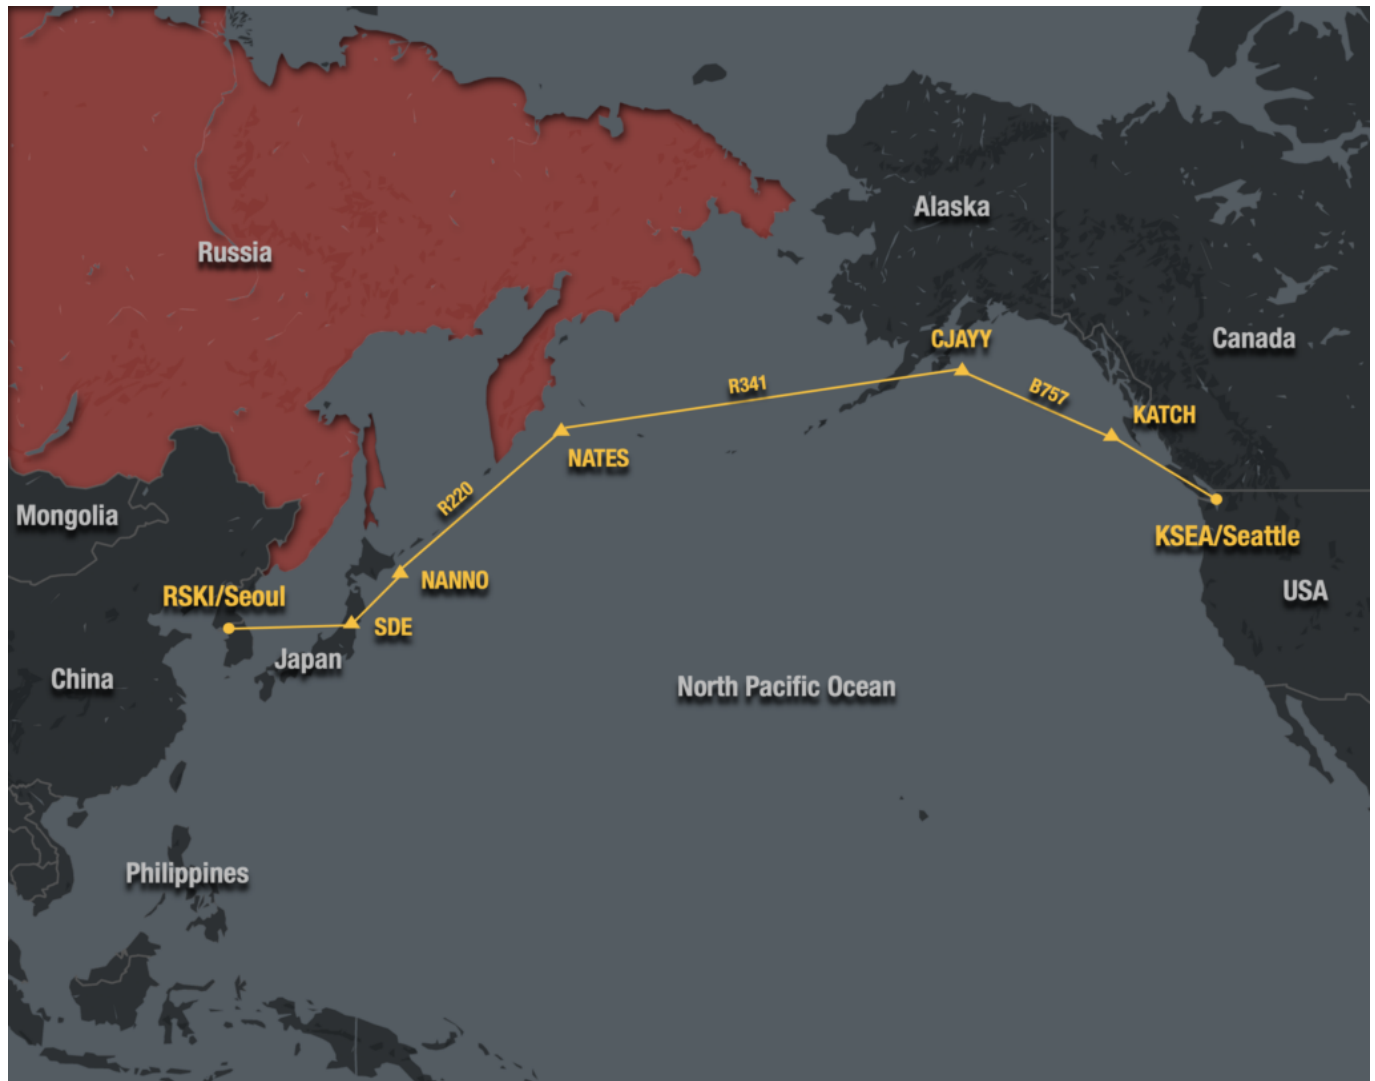 Alaska
Russia
CJAYY
Canada
R341
B757
KATCH
NATES
R220
Mongolia
KSEA/Seattle
NANNO
RSKI/Seoul
USA
SDE
Japan
China
North Pacific Ocean
Philippines